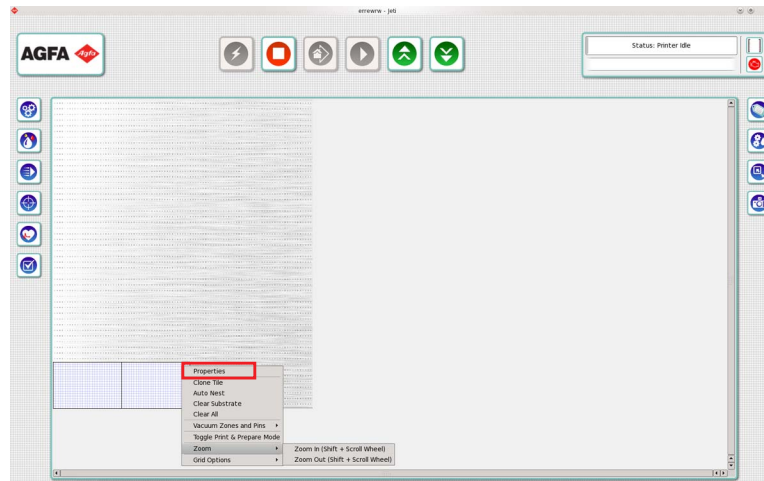 errewrw - Jeti
AGFA Agfa
Status: Printer Idle
Properties
Clone Tile
Auto Nest
Clear Substrate
Clear All
Vacuum Zones and Pins
Toggle Print & Prepare Mode
Zoom
Zoom In (Shift + Scroll Wheel)
Grid Options
Zoom Out (Shift + Scroll Wheel)